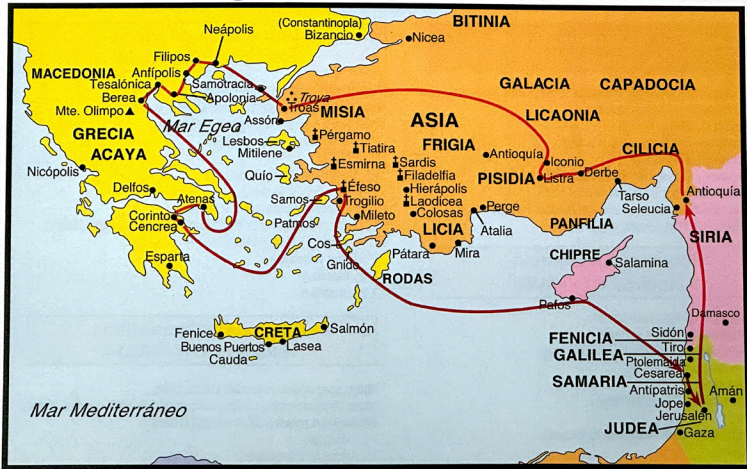 (Constantinopla)
Bizancio
BITINIA
Nicea
Neápolis
Filipos
MACEDONIA
Anfípolis
Tesalónica
Samotracia
Berea
Apolonia
Troya
Troas
Mte. Olimpo
Mar Egeo
Assón
MISIA
GALACIA
CAPADOCIA
LICAONIA
ASIA
GRECIA
ACAYA
Lesbos
Mitilene
Pérgamo
Tiatira
FRIGIA
Antioquía
Iconio
CILICIA
Nicópolis
Quío
Esmirna
Sardis
Filadelfia
PISIDIA
Listra
Derbe
Delfos
Atenas
Samos
Éfeso
Trogilio
Hierápolis
Laodicea
Colosas
Tarso
Seleucia
Antioquía
Corinto
Cencrea
Patmos
Mileto
Perge
Atalia
PANFILIA
LICIA
SIRIA
Esparta
Cos
Gnido
Pátara
Mira
CHIPRE
Salamina
RODAS
Pafos
Damasco
Fenice
CRETA
Salmón
Buenos Puertos
Lasea
Cauda
FENICIA
Sidón
GALILEA
Tiro
Ptolemaida
Cesarea
SAMARIA
Antípatris
Amán
Jope
Jerusalén
JUDEA
Gaza
Mar Mediterráneo